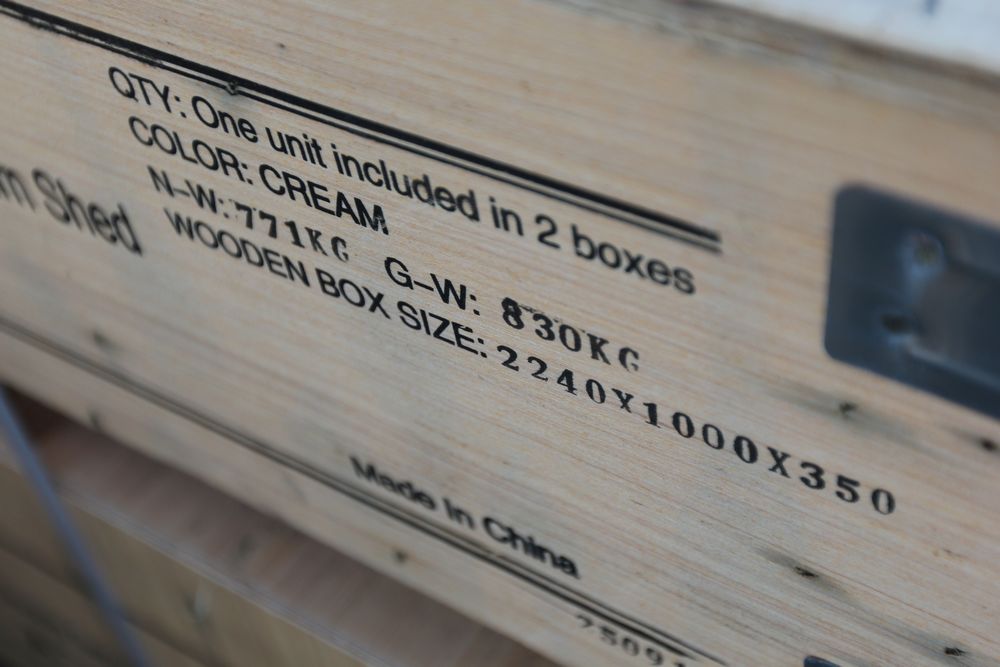 QTY: One unit included in 2 boxes
COLOR: CREAM
N-W: 771KG G-W: 830KG
Shed
WOODEN BOX SIZE: 2240X1000X350
Made in China